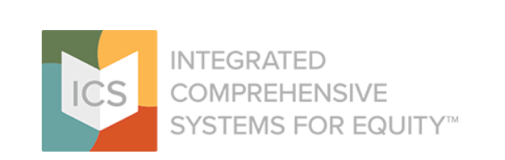 ICS
INTEGRATED
COMPREHENSIVE
SYSTEMS FOR EQUITY™